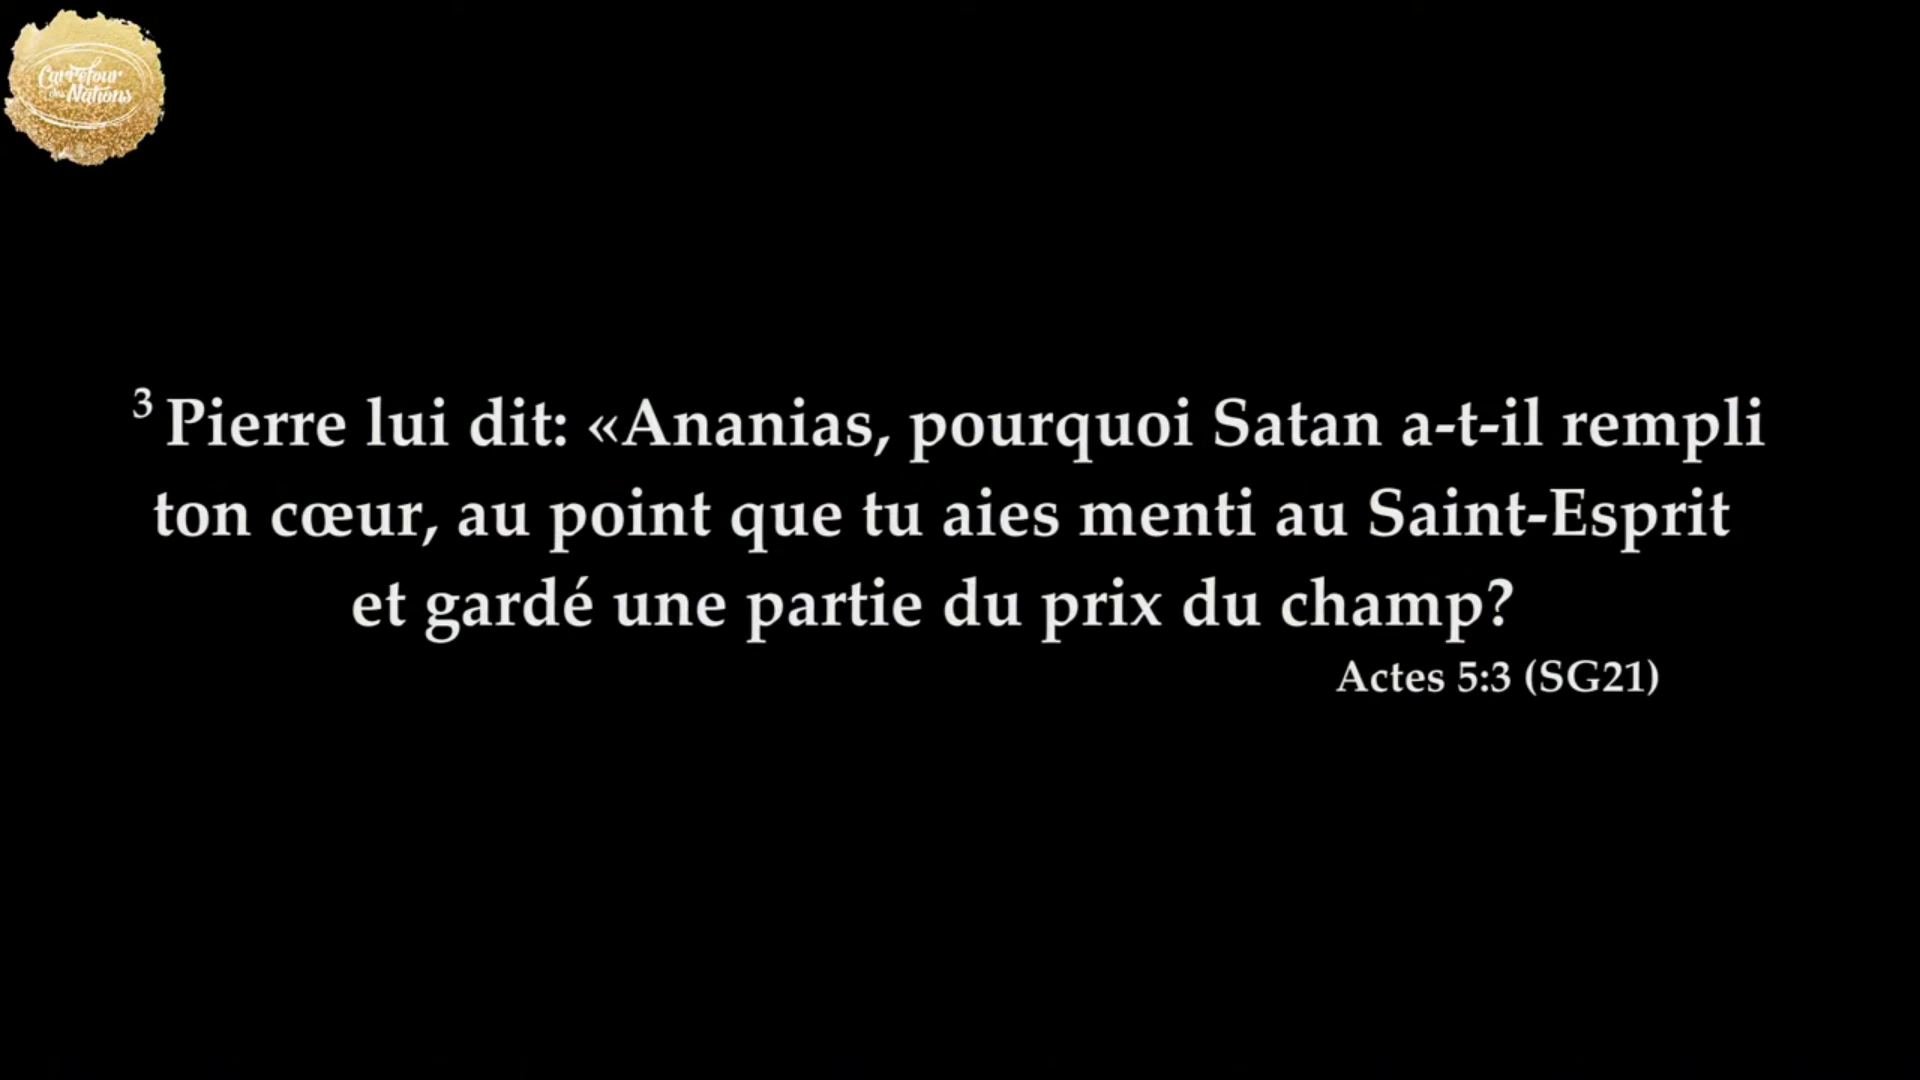 Carrefour
des Nations
3 Pierre lui dit: «Ananias, pourquoi Satan a-t-il rempli
ton cœur, au point que tu aies menti au Saint-Esprit
et gardé une partie du prix du champ?
Actes 5:3 (SG21)